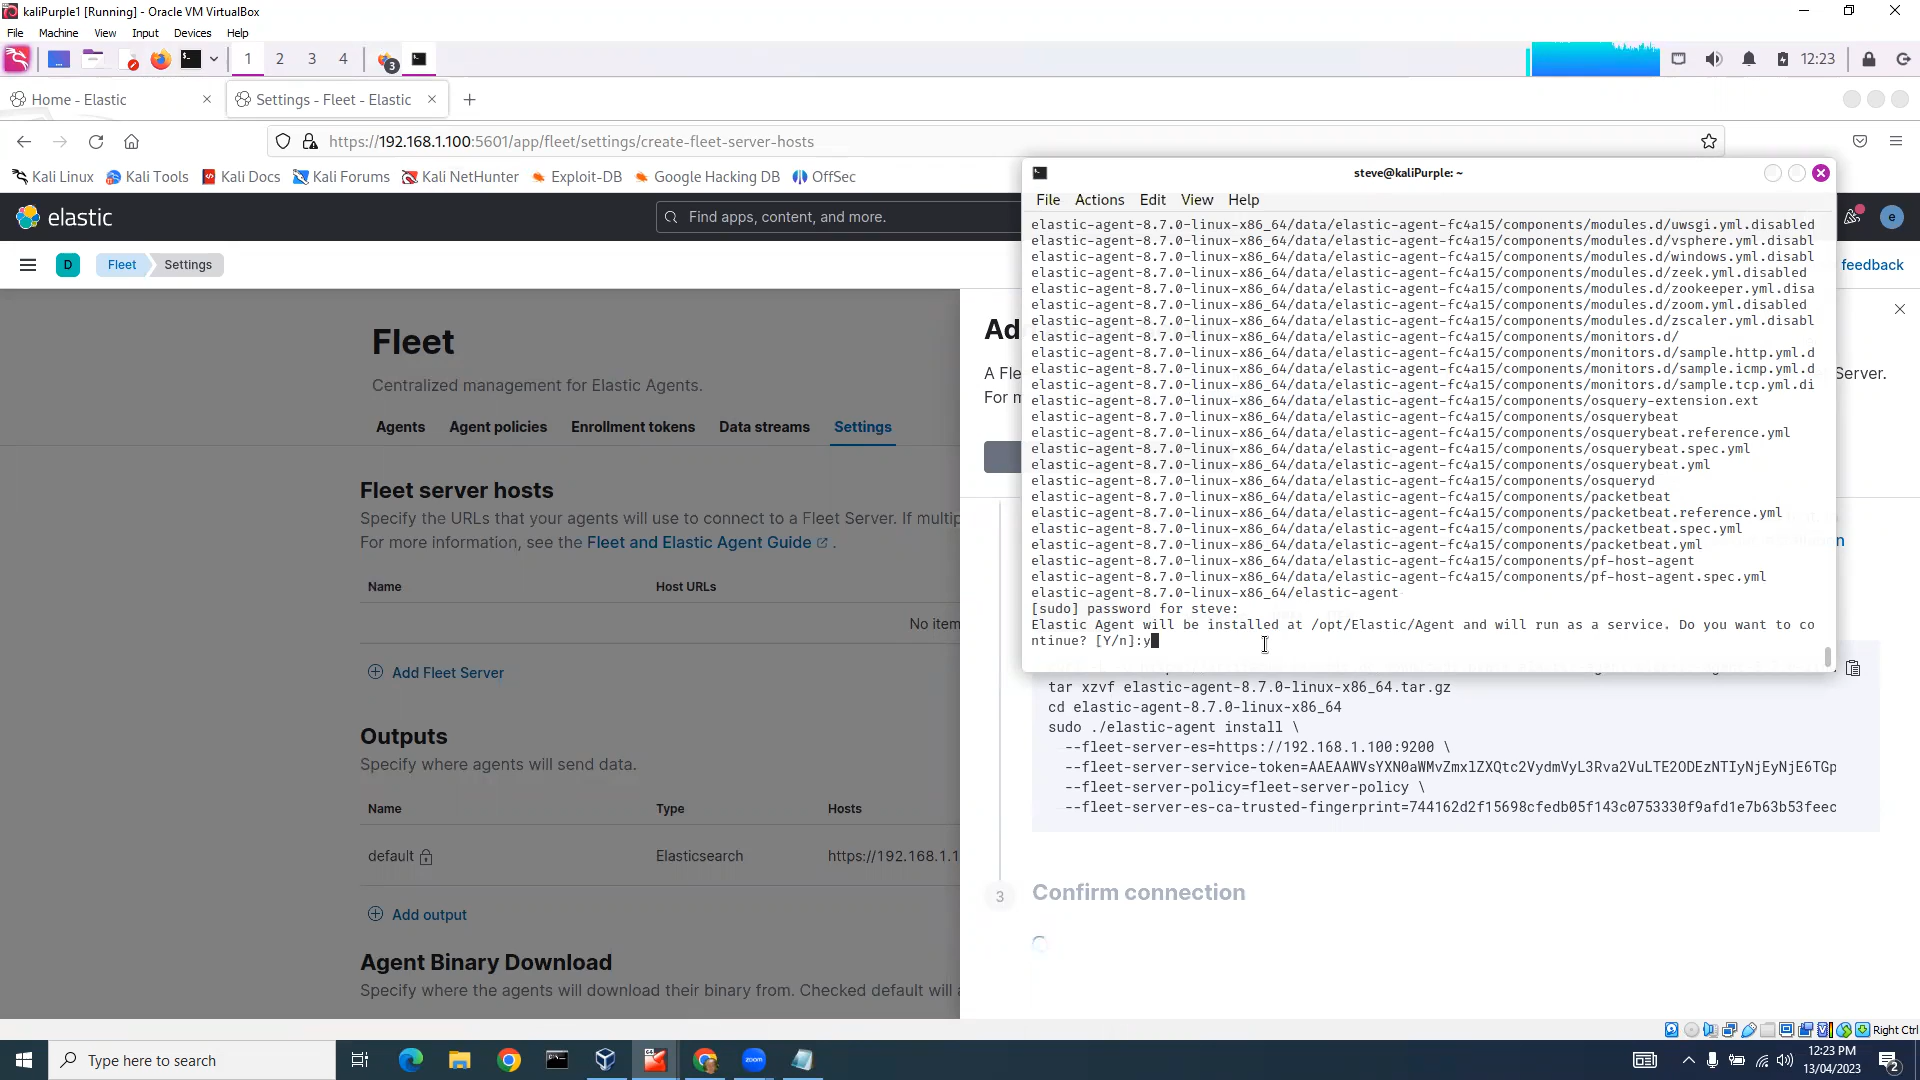 kaliPurple1 [Running] - Oracle VM VirtualBox
File Machine View Input Devices Help
1 2 3 4 3 12:23
Home - Elastic
Settings - Fleet - Elastic
https://192.168.1.100:5601/app/fleet/settings/create-fleet-server-hosts
Kali Linux Kali Tools Kali Docs Kali Forums Kali NetHunter Exploit-DB Google Hacking DB OffSec
elastic
Find apps, content, and more.
e
D Fleet Settings
feedback
Fleet
Centralized management for Elastic Agents.
Agents Agent policies Enrollment tokens Data streams Settings
Fleet server hosts
Specify the URLs that your agents will use to connect to a Fleet Server. If multip
For more information, see the Fleet and Elastic Agent Guide .
Name Host URLs
No item
Add Fleet Server
Outputs
Specify where agents will send data.
Name Type Hosts
default Elasticsearch https://192.168.1.1
Add output
Agent Binary Download
Specify where the agents will download their binary from. Checked default will
Ad
A Fle
Server.
For m
steve@kaliPurple: ~
File Actions Edit View Help
elastic-agent-8.7.0-linux-x86_64/data/elastic-agent-fc4a15/components/modules.d/uwsgi.yml.disabled
elastic-agent-8.7.0-linux-x86_64/data/elastic-agent-fc4a15/components/modules.d/vsphere.yml.disabl
elastic-agent-8.7.0-linux-x86_64/data/elastic-agent-fc4a15/components/modules.d/windows.yml.disabl
elastic-agent-8.7.0-linux-x86_64/data/elastic-agent-fc4a15/components/modules.d/zeek.yml.disabled
elastic-agent-8.7.0-linux-x86_64/data/elastic-agent-fc4a15/components/modules.d/zookeeper.yml.disa
elastic-agent-8.7.0-linux-x86_64/data/elastic-agent-fc4a15/components/modules.d/zoom.yml.disabled
elastic-agent-8.7.0-linux-x86_64/data/elastic-agent-fc4a15/components/modules.d/zscaler.yml.disabl
elastic-agent-8.7.0-linux-x86_64/data/elastic-agent-fc4a15/components/monitors.d/
elastic-agent-8.7.0-linux-x86_64/data/elastic-agent-fc4a15/components/monitors.d/sample.http.yml.d
elastic-agent-8.7.0-linux-x86_64/data/elastic-agent-fc4a15/components/monitors.d/sample.icmp.yml.d
elastic-agent-8.7.0-linux-x86_64/data/elastic-agent-fc4a15/components/monitors.d/sample.tcp.yml.di
elastic-agent-8.7.0-linux-x86_64/data/elastic-agent-fc4a15/components/osquery-extension.ext
elastic-agent-8.7.0-linux-x86_64/data/elastic-agent-fc4a15/components/osquerybeat
elastic-agent-8.7.0-linux-x86_64/data/elastic-agent-fc4a15/components/osquerybeat.reference.yml
elastic-agent-8.7.0-linux-x86_64/data/elastic-agent-fc4a15/components/osquerybeat.spec.yml
elastic-agent-8.7.0-linux-x86_64/data/elastic-agent-fc4a15/components/osquerybeat.yml
elastic-agent-8.7.0-linux-x86_64/data/elastic-agent-fc4a15/components/osqueryd
elastic-agent-8.7.0-linux-x86_64/data/elastic-agent-fc4a15/components/packetbeat
elastic-agent-8.7.0-linux-x86_64/data/elastic-agent-fc4a15/components/packetbeat.reference.yml
elastic-agent-8.7.0-linux-x86_64/data/elastic-agent-fc4a15/components/packetbeat.spec.yml
elastic-agent-8.7.0-linux-x86_64/data/elastic-agent-fc4a15/components/packetbeat.yml
elastic-agent-8.7.0-linux-x86_64/data/elastic-agent-fc4a15/components/pf-host-agent
elastic-agent-8.7.0-linux-x86_64/data/elastic-agent-fc4a15/components/pf-host-agent.spec.yml
elastic-agent-8.7.0-linux-x86_64/elastic-agent
[sudo] password for steve:
Elastic Agent will be installed at /opt/Elastic/Agent and will run as a service. Do you want to co
ntinue? [Y/n]:y
tar xzvf elastic-agent-8.7.0-linux-x86_64.tar.gz
cd elastic-agent-8.7.0-linux-x86_64
sudo ./elastic-agent install \
--fleet-server-es=https://192.168.1.100:9200 \
--fleet-server-service-token=AAEAAWVsYXN0aWMvZmxlZXQtc2VydmVyL3Rva2VuLTE2ODEzNTIyNjEyNjE6TGp
--fleet-server-policy=fleet-server-policy \
--fleet-server-es-ca-trusted-fingerprint=744162d2f15698cfedb05f143c0753330f9afd1e7b63b53feec
3 Confirm connection
Right Ctrl
Type here to search
zoom
12:23 PM
13/04/2023
2